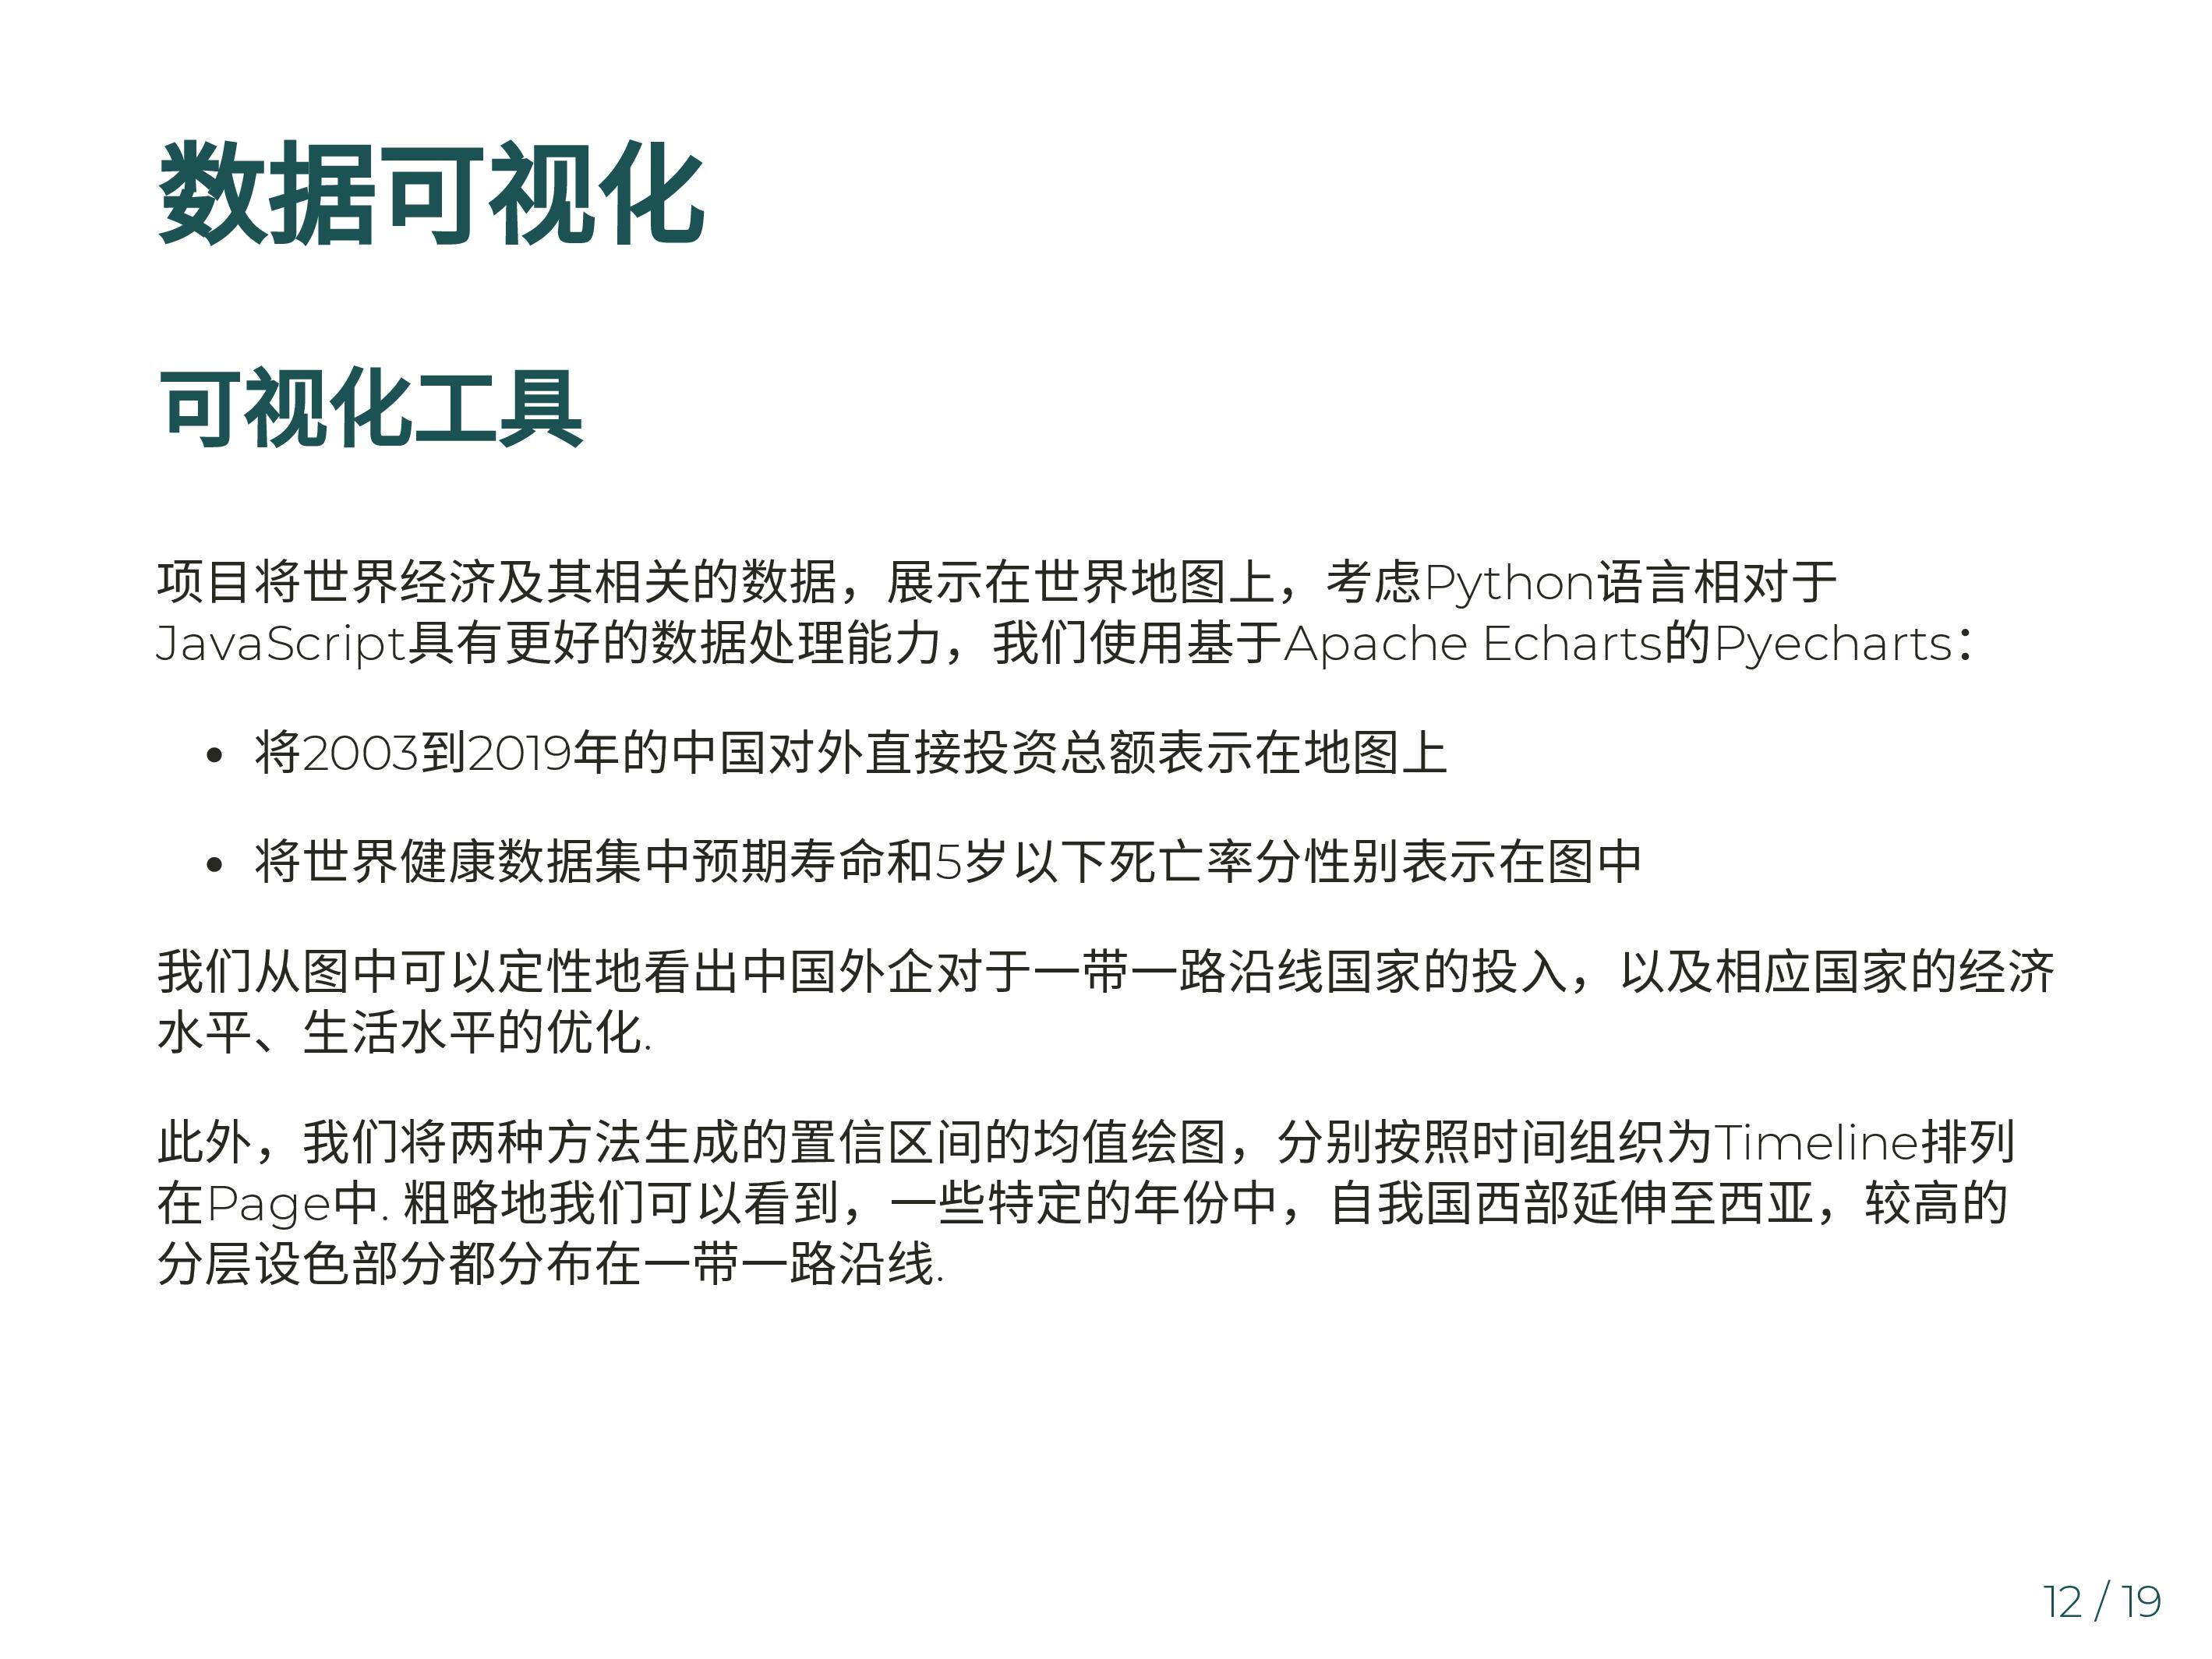 数据可视化
可视化工具
项目将世界经济及其相关的数据，展示在世界地图上，考虑Python语言相对于
JavaScript具有更好的数据处理能力，我们使用基于Apache Echarts的Pyecharts：
• 将2003到2019年的中国对外直接投资总额表示在地图上
• 将世界健康数据集中预期寿命和5岁以下死亡率分性别表示在图中
我们从图中可以定性地看出中国外企对于一带一路沿线国家的投入，以及相应国家的经济
水平、生活水平的优化.
此外，我们将两种方法生成的置信区间的均值绘图，分别按照时间组织为Timeline排列
在Page中. 粗略地我们可以看到，一些特定的年份中，自我国西部延伸至西亚，较高的
分层设色部分都分布在一带一路沿线.
12 / 19